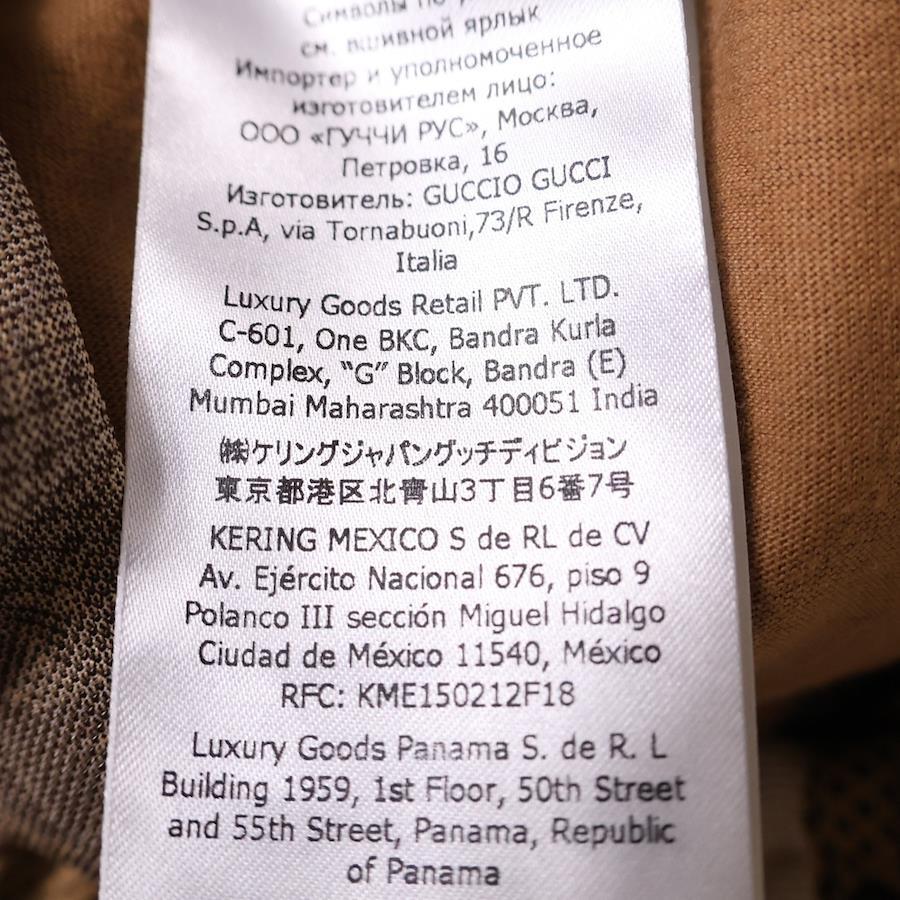 Символы по
см. вшивной ярлык
Импортер и уполномоченное
изготовителем лицо:
ООО «ГУЧЧИ РУС», Москва,
Петровка, 16
Изготовитель: GUCCIO GUCCI
S.p.A, via Tornabuoni,73/R Firenze,
Italia
Luxury Goods Retail PVT. LTD.
C-601, One BKC, Bandra Kurla
Complex, “G” Block, Bandra (E)
Mumbai Maharashtra 400051 India
㈱ケリングジャパングッチディビジョン
東京都港区北青山3丁目6番7号
KERING MEXICO S de RL de CV
Av. Ejército Nacional 676, piso 9
Polanco III sección Miguel Hidalgo
Ciudad de México 11540, México
RFC: KME150212F18
Luxury Goods Panama S. de R. L
Building 1959, 1st Floor, 50th Street
and 55th Street, Panama, Republic
of Panama